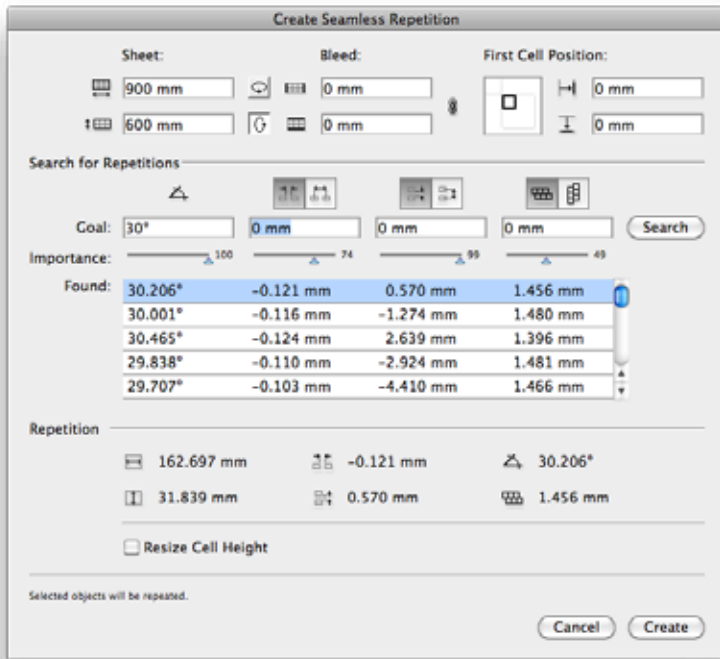 Create Seamless Repetition
Sheet: Bleed: First Cell Position:
900 mm 0 mm 0 mm
600 mm 0 mm 0 mm
Search for Repetitions
Goal: 30° 0 mm 0 mm 0 mm Search
Importance: 100 74 99 49
Found: 30.206° -0.121 mm 0.570 mm 1.456 mm
30.001° -0.116 mm -1.274 mm 1.480 mm
30.465° -0.124 mm 2.639 mm 1.396 mm
29.838° -0.110 mm -2.924 mm 1.481 mm
29.707° -0.103 mm -4.410 mm 1.466 mm
Repetition
162.697 mm -0.121 mm 30.206°
31.839 mm 0.570 mm 1.456 mm
Resize Cell Height
Selected objects will be repeated.
Cancel Create